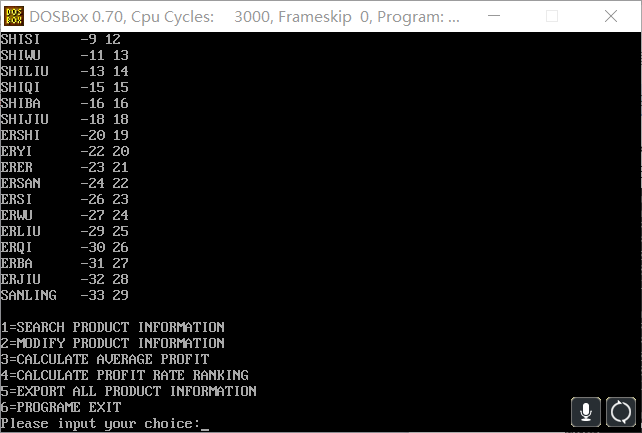 DOSBox 0.70, Cpu Cycles: 3000, Frameskip 0, Program: ...
SHISI -9 12
SHIWU -11 13
SHILIU -13 14
SHIQI -15 15
SHIBA -16 16
SHIJIU -18 18
ERSHI -20 19
ERYI -22 20
ERER -23 21
ERSAN -24 22
ERSI -26 23
ERWU -27 24
ERLIU -29 25
ERQI -30 26
ERBA -31 27
ERJIU -32 28
SANLING -33 29
1=SEARCH PRODUCT INFORMATION
2=MODIFY PRODUCT INFORMATION
3=CALCULATE AVERAGE PROFIT
4=CALCULATE PROFIT RATE RANKING
5=EXPORT ALL PRODUCT INFORMATION
6=PROGRAME EXIT
Please input your choice:_